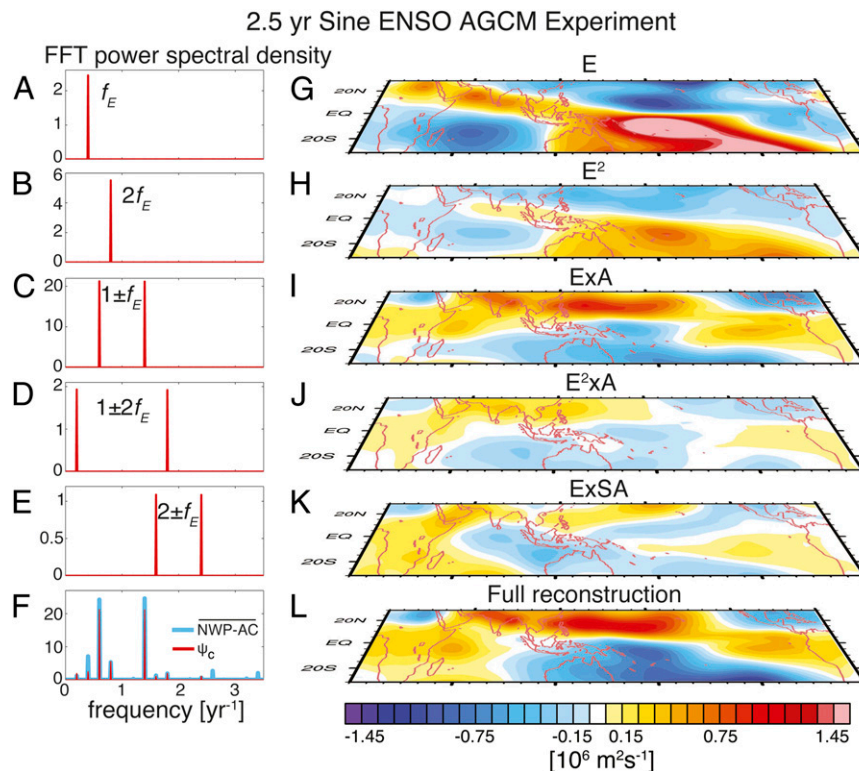 2.5 yr Sine ENSO AGCM Experiment
FFT power spectral density
A
2
0
f_E
B
6
4
2
0
2f_E
C
20
10
0
1±f_E
D
2
1
0
1±2f_E
E
1
0.5
0
2±f_E
F
20
10
0
NWP-AC
ψc
0 1 2 3
frequency [yr⁻¹]
E
G
20N
EQ
20S
E²
H
20N
EQ
20S
ExA
I
20N
EQ
20S
E²xA
J
20N
EQ
20S
ExSA
K
20N
EQ
20S
Full reconstruction
L
20N
EQ
20S
-1.45 -0.75 -0.15 0.15 0.75 1.45
[10⁶ m²s⁻¹]